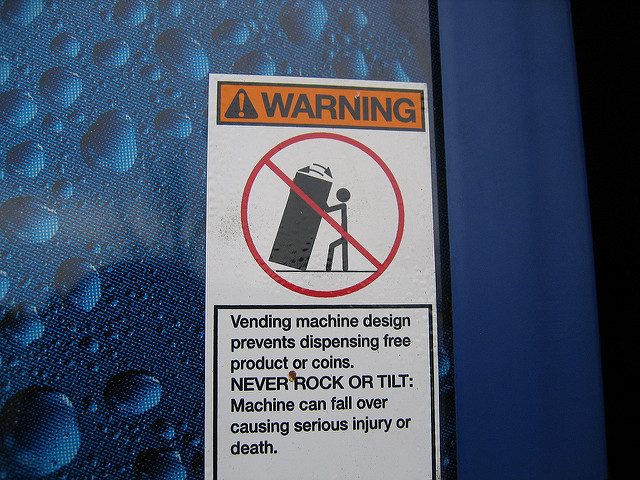 WARNING
Vending machine design
prevents dispensing free
product or coins.
NEVER ROCK OR TILT:
Machine can fall over
causing serious injury or
death.